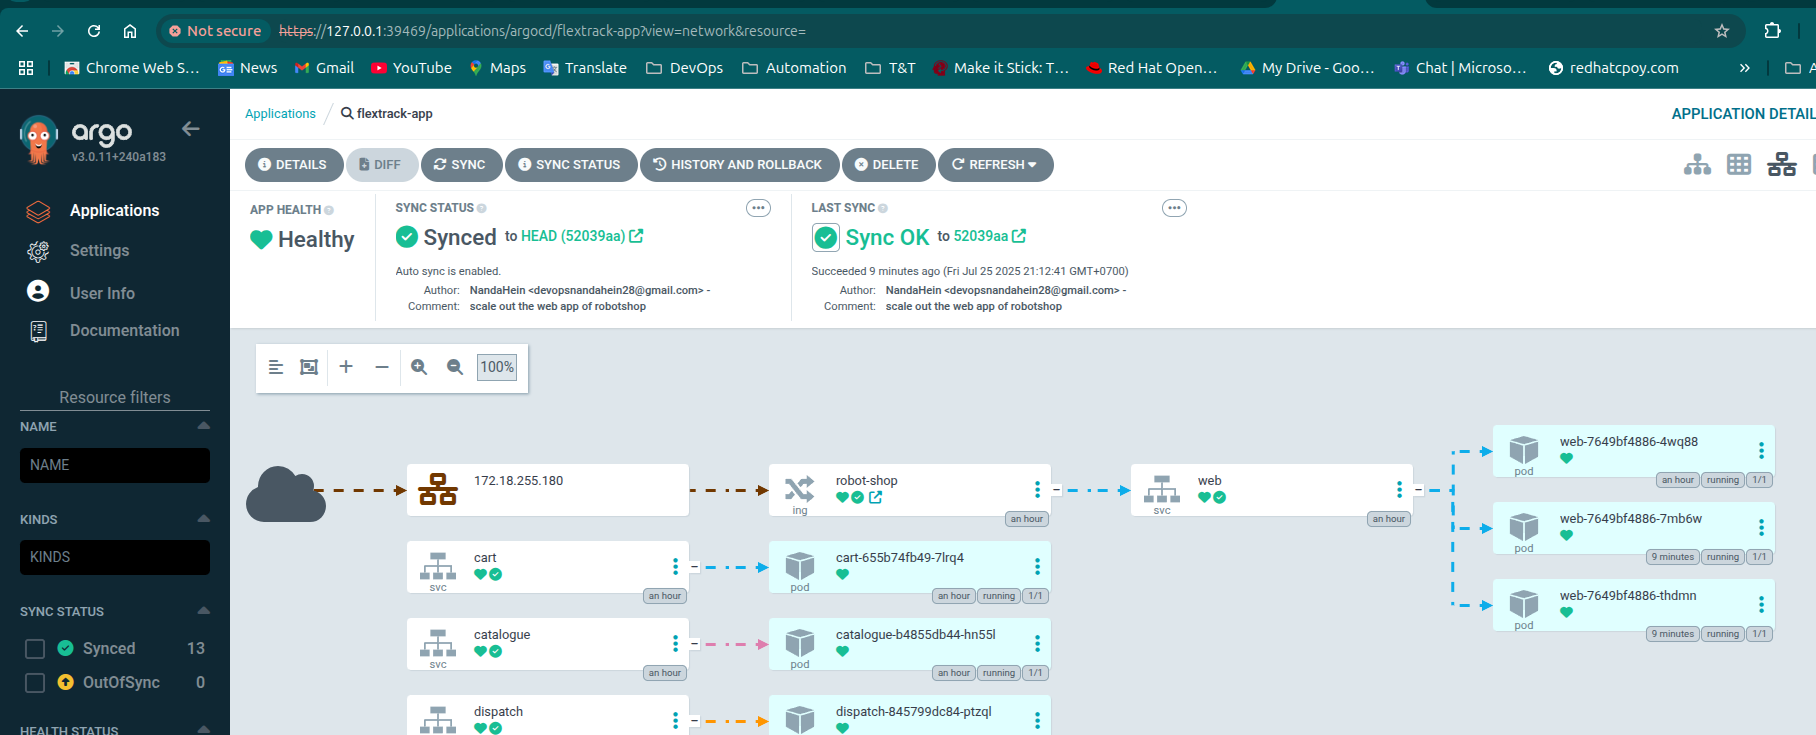 Not secure https://127.0.0.1:39469/applications/argocd/flextrack-app?view=network&resource=
Chrome Web S... News Gmail YouTube Maps Translate DevOps Automation T&T Make it Stick: T... Red Hat Open... My Drive - Goo... Chat | Microso... redhatcpoy.com » A
argo
v3.0.11+240a183
Applications
Settings
User Info
Documentation
Resource filters
NAME
NAME
KINDS
KINDS
SYNC STATUS
Synced 13
OutOfSync 0
HEALTH STATUS
Applications / flextrack-app
APPLICATION DETAIL
DETAILS DIFF SYNC SYNC STATUS HISTORY AND ROLLBACK DELETE REFRESH
APP HEALTH
Healthy
SYNC STATUS
Synced to HEAD (52039aa)
Auto sync is enabled.
Author: NandaHein <devopsnandahein28@gmail.com> -
Comment: scale out the web app of robotshop
LAST SYNC
Sync OK to 52039aa
Succeeded 9 minutes ago (Fri Jul 25 2025 21:12:41 GMT+0700)
Author: NandaHein <devopsnandahein28@gmail.com> -
Comment: scale out the web app of robotshop
100%
172.18.255.180
robot-shop
ing
an hour
web
svc
an hour
web-7649bf4886-4wq88
pod
an hour running 1/1
web-7649bf4886-7mb6w
pod
9 minutes running 1/1
web-7649bf4886-thdmn
pod
9 minutes running 1/1
cart
svc
an hour
cart-655b74fb49-7lrq4
pod
an hour running 1/1
catalogue
svc
an hour
catalogue-b4855db44-hn55l
pod
an hour running 1/1
dispatch
dispatch-845799dc84-ptzql